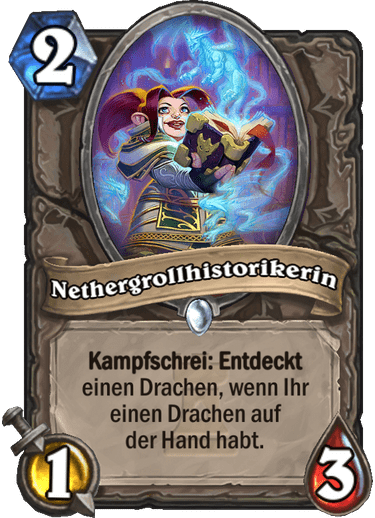 2
Nethergrollhistorikerin
Kampfschrei: Entdeckt
einen Drachen, wenn Ihr
einen Drachen auf
der Hand habt.
1
3